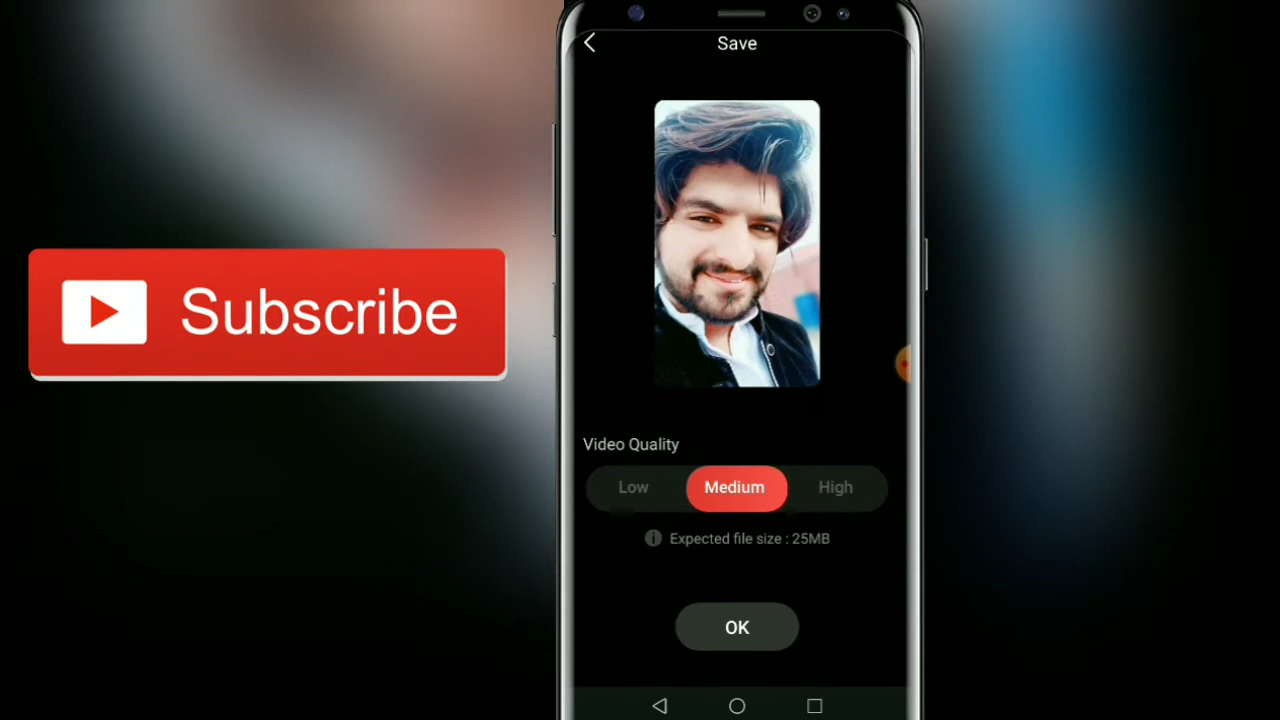 Save
Subscribe
Video Quality
Low Medium High
Expected file size : 25MB
OK